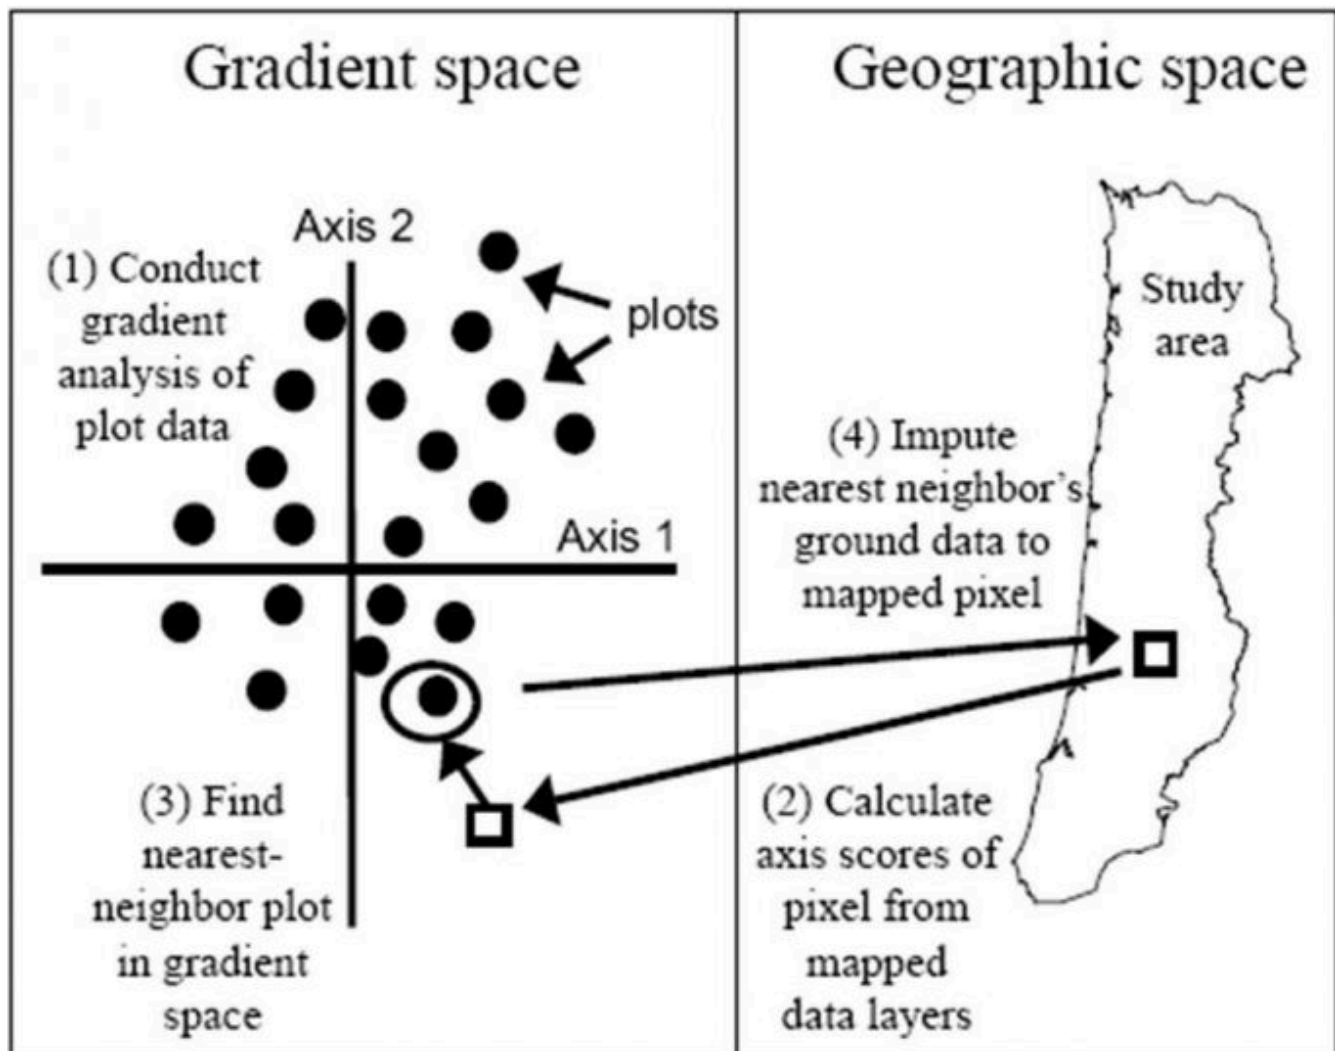 Gradient space
Axis 2
(1) Conduct
gradient
analysis of
plot data
plots
Axis 1
(3) Find
nearest-
neighbor plot
in gradient
space
Geographic space
Study
area
(4) Impute
nearest neighbor's
ground data to
mapped pixel
(2) Calculate
axis scores of
pixel from
mapped
data layers